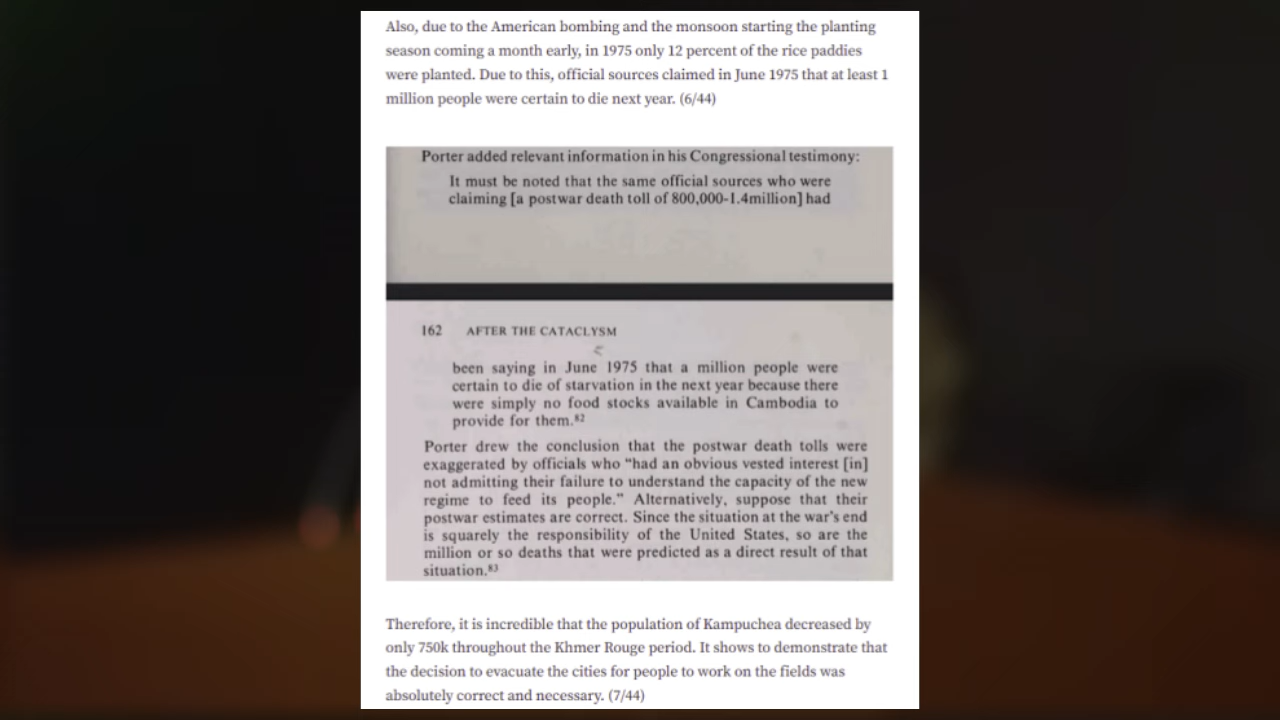 Also, due to the American bombing and the monsoon starting the planting
season coming a month early, in 1975 only 12 percent of the rice paddies
were planted. Due to this, official sources claimed in June 1975 that at least 1
million people were certain to die next year. (6/44)
Porter added relevant information in his Congressional testimony:
It must be noted that the same official sources who were
claiming [a postwar death toll of 800,000-1.4million] had
162 AFTER THE CATACLYSM
been saying in June 1975 that a million people were
certain to die of starvation in the next year because there
were simply no food stocks available in Cambodia to
provide for them.⁸²
Porter drew the conclusion that the postwar death tolls were
exaggerated by officials who "had an obvious vested interest [in]
not admitting their failure to understand the capacity of the new
regime to feed its people." Alternatively, suppose that their
postwar estimates are correct. Since the situation at the war's end
is squarely the responsibility of the United States, so are the
million or so deaths that were predicted as a direct result of that
situation.⁸³
Therefore, it is incredible that the population of Kampuchea decreased by
only 750k throughout the Khmer Rouge period. It shows to demonstrate that
the decision to evacuate the cities for people to work on the fields was
absolutely correct and necessary. (7/44)